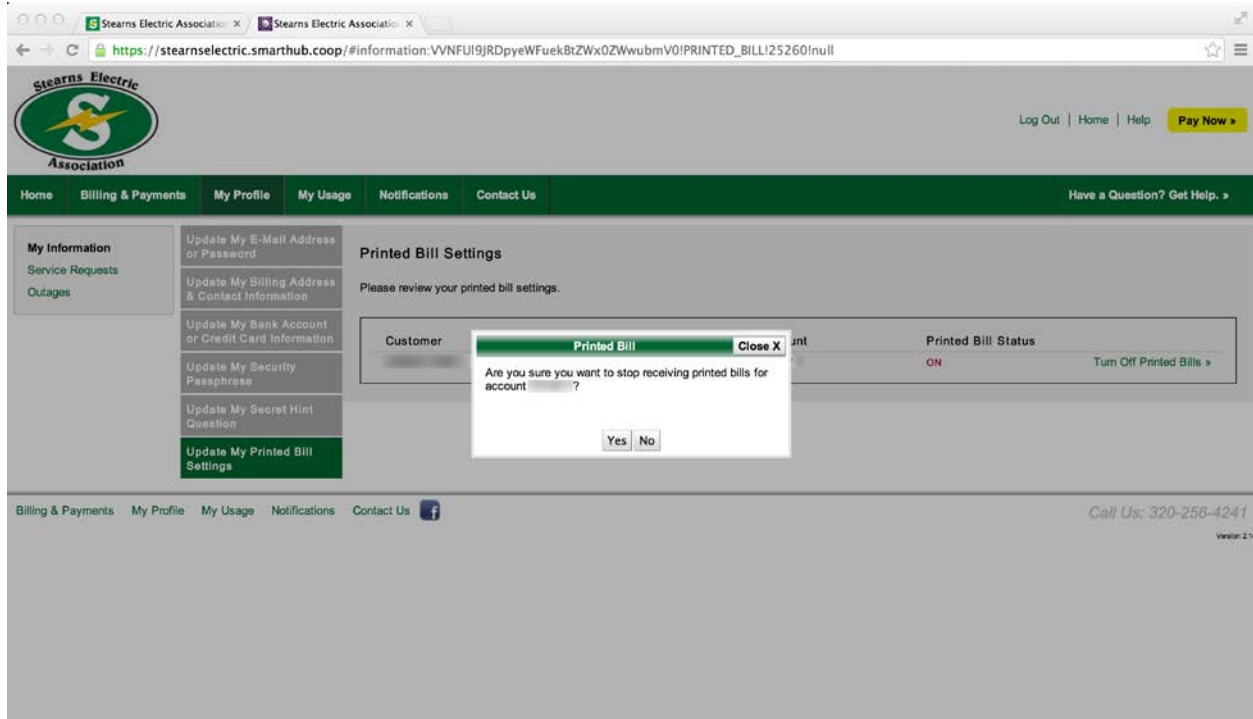 Stearns Electric Association ×
Stearns Electric Association ×
https://stearnselectric.smarthub.coop/#information:VVNFUl9JRDpyeWFuekBtZWx0ZWwubmV0!PRINTED_BILL!25260!null
Stearns Electric
S
Association
Log Out | Home | Help Pay Now »
Home Billing & Payments My Profile My Usage Notifications Contact Us Have a Question? Get Help. »
My Information
Service Requests
Outages
Update My E-Mail Address
or Password
Update My Billing Address
& Contact Information
Update My Bank Account
or Credit Card Information
Update My Security
Passphrase
Update My Secret Hint
Question
Update My Printed Bill
Settings
Printed Bill Settings
Please review your printed bill settings.
Customer unt Printed Bill Status
ON Turn Off Printed Bills »
Printed Bill Close X
Are you sure you want to stop receiving printed bills for
account ?
Yes No
Billing & Payments My Profile My Usage Notifications Contact Us f
Call Us: 320-256-4241
Version: 2.1